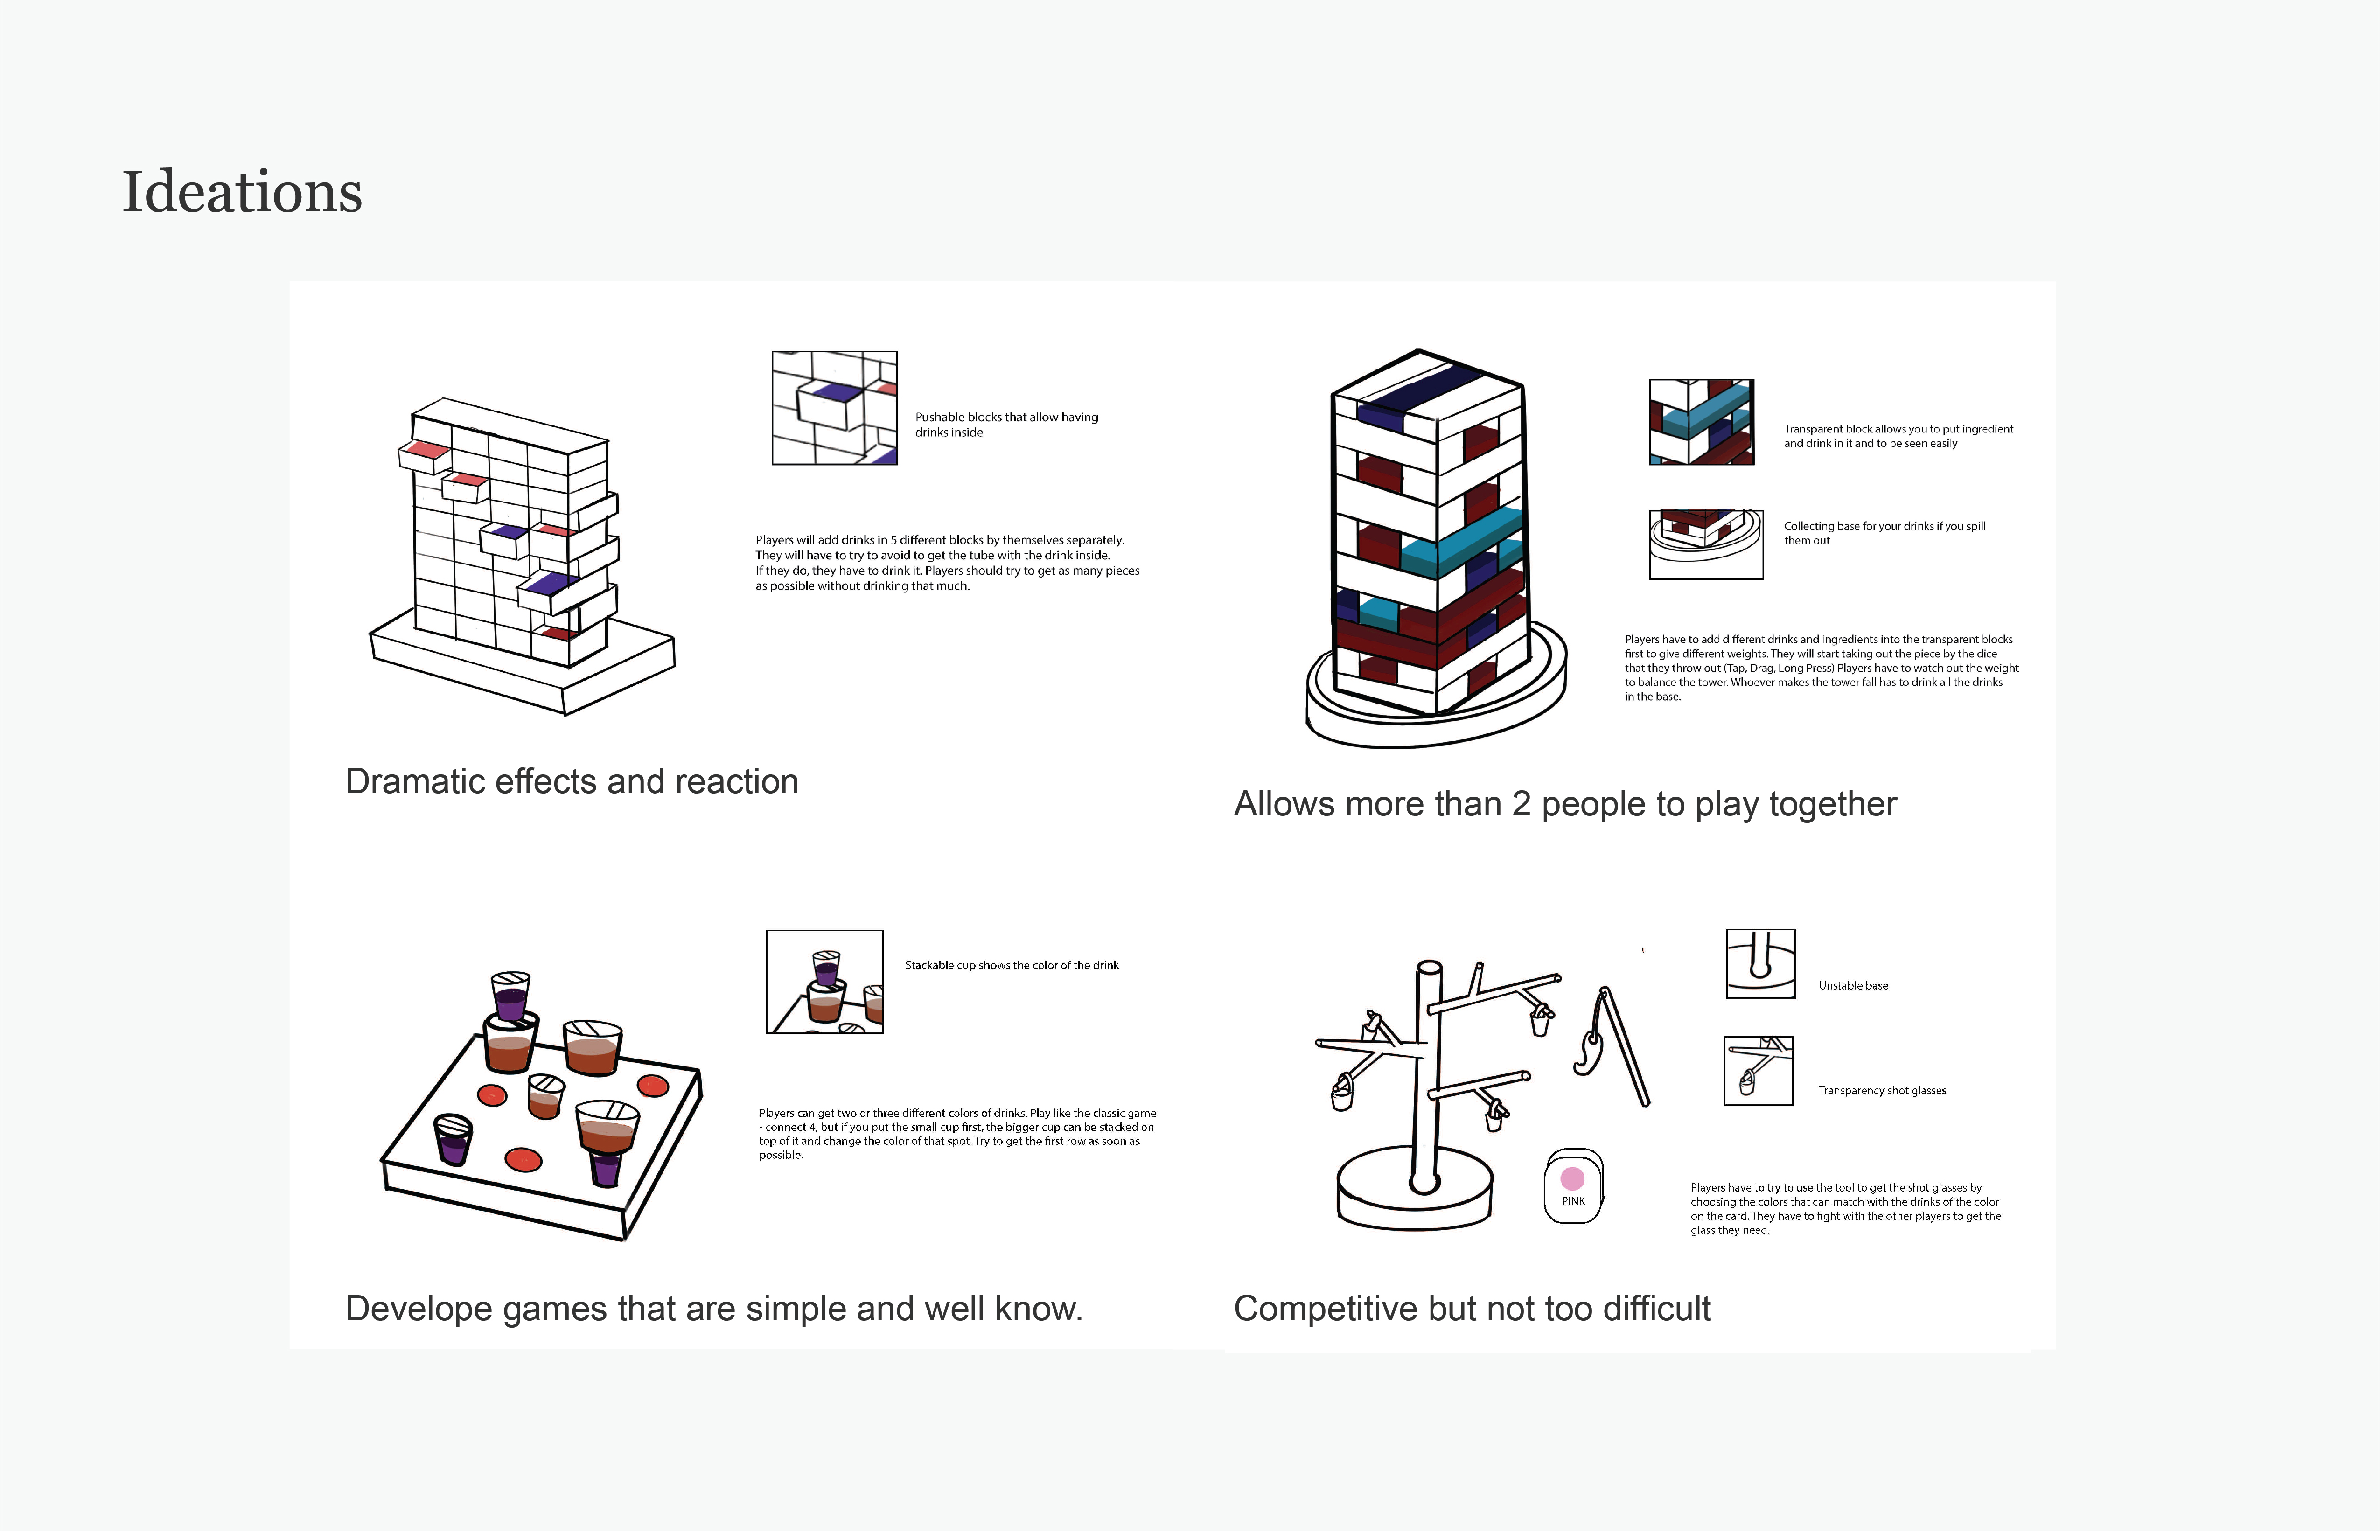 Ideations
Pushable blocks that allow having
drinks inside
Players will add drinks in 5 different blocks by themselves separately.
They will have to try to avoid to get the tube with the drink inside.
If they do, they have to drink it. Players should try to get as many pieces
as possible without drinking that much.
Dramatic effects and reaction
Transparent block allows you to put ingredient
and drink in it and to be seen easily
Collecting base for your drinks if you spill
them out
Players have to add different drinks and ingredients into the transparent blocks
first to give different weights. They will start taking out the piece by the dice
that they throw out (Tap, Drag, Long Press) Players have to watch out the weight
to balance the tower. Whoever makes the tower fall has to drink all the drinks
in the base.
Allows more than 2 people to play together
Stackable cup shows the color of the drink
Players can get two or three different colors of drinks. Play like the classic game
- connect 4, but if you put the small cup first, the bigger cup can be stacked on
top of it and change the color of that spot. Try to get the first row as soon as
possible.
Develope games that are simple and well know.
Unstable base
Transparency shot glasses
PINK
Players have to try to use the tool to get the shot glasses by
choosing the colors that can match with the drinks of the color
on the card. They have to fight with the other players to get the
glass they need.
Competitive but not too difficult